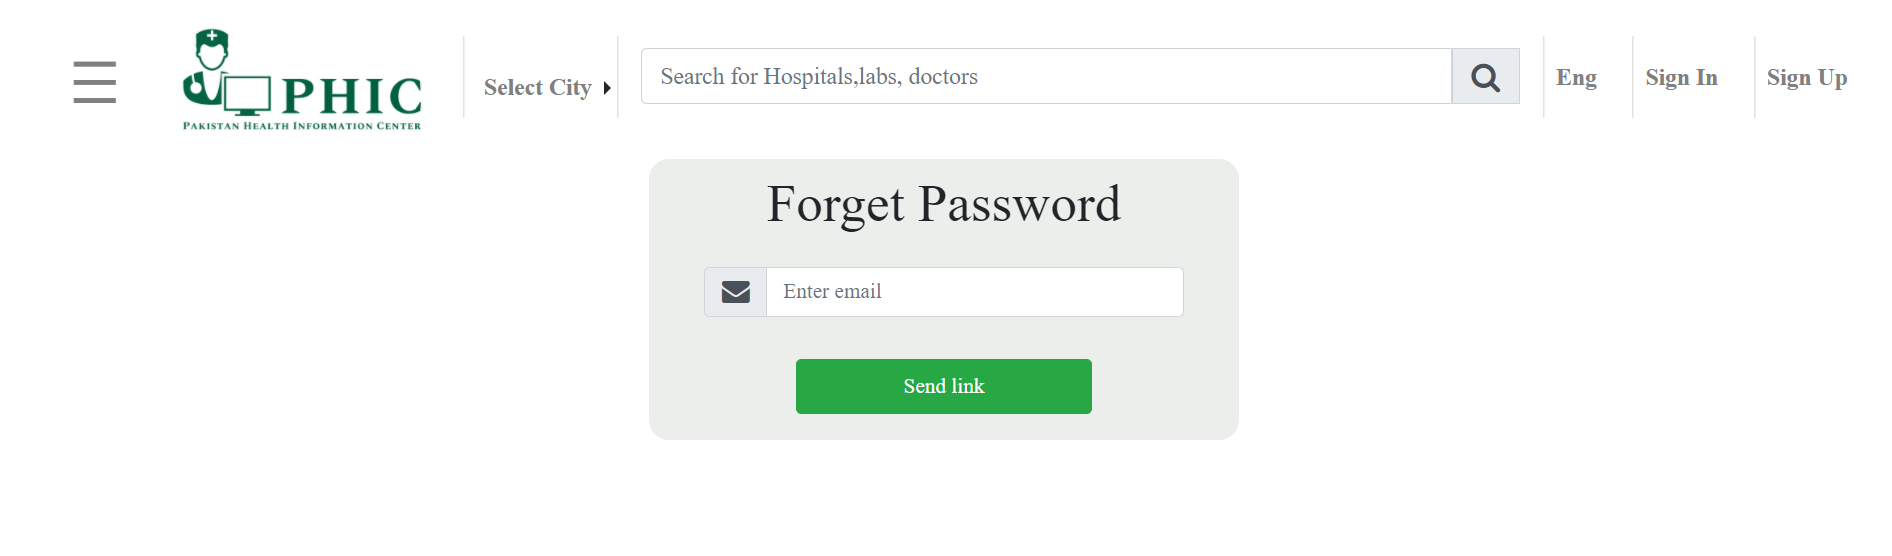 PHIC
PAKISTAN HEALTH INFORMATION CENTER
Select City
Search for Hospitals,labs, doctors
Eng
Sign In
Sign Up
Forget Password
Enter email
Send link